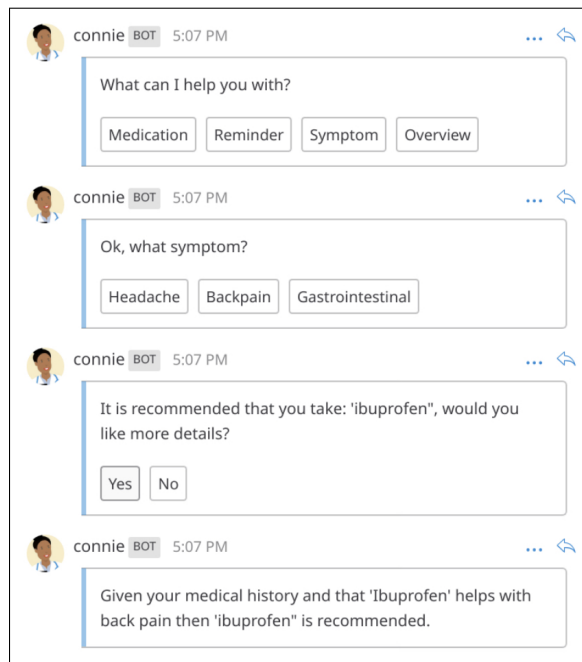 connie BOT 5:07 PM
What can I help you with?
Medication Reminder Symptom Overview
connie BOT 5:07 PM
Ok, what symptom?
Headache Backpain Gastrointestinal
connie BOT 5:07 PM
It is recommended that you take: 'ibuprofen", would you
like more details?
Yes No
connie BOT 5:07 PM
Given your medical history and that 'Ibuprofen' helps with
back pain then 'ibuprofen" is recommended.